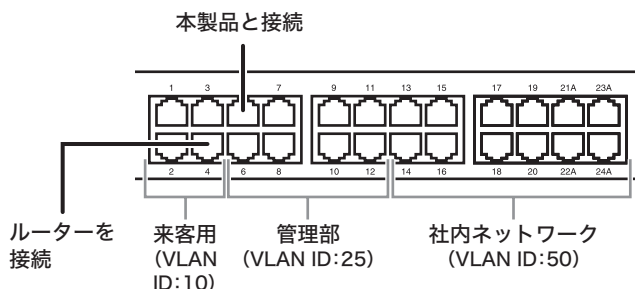 本製品と接続
1 3 7 9 11 13 15 17 19 21A 23A
2 4 6 8 10 12 14 16 18 20 22A 24A
ルーターを
接続
来客用
(VLAN
ID:10)
管理部
(VLAN ID:25)
社内ネットワーク
(VLAN ID:50)